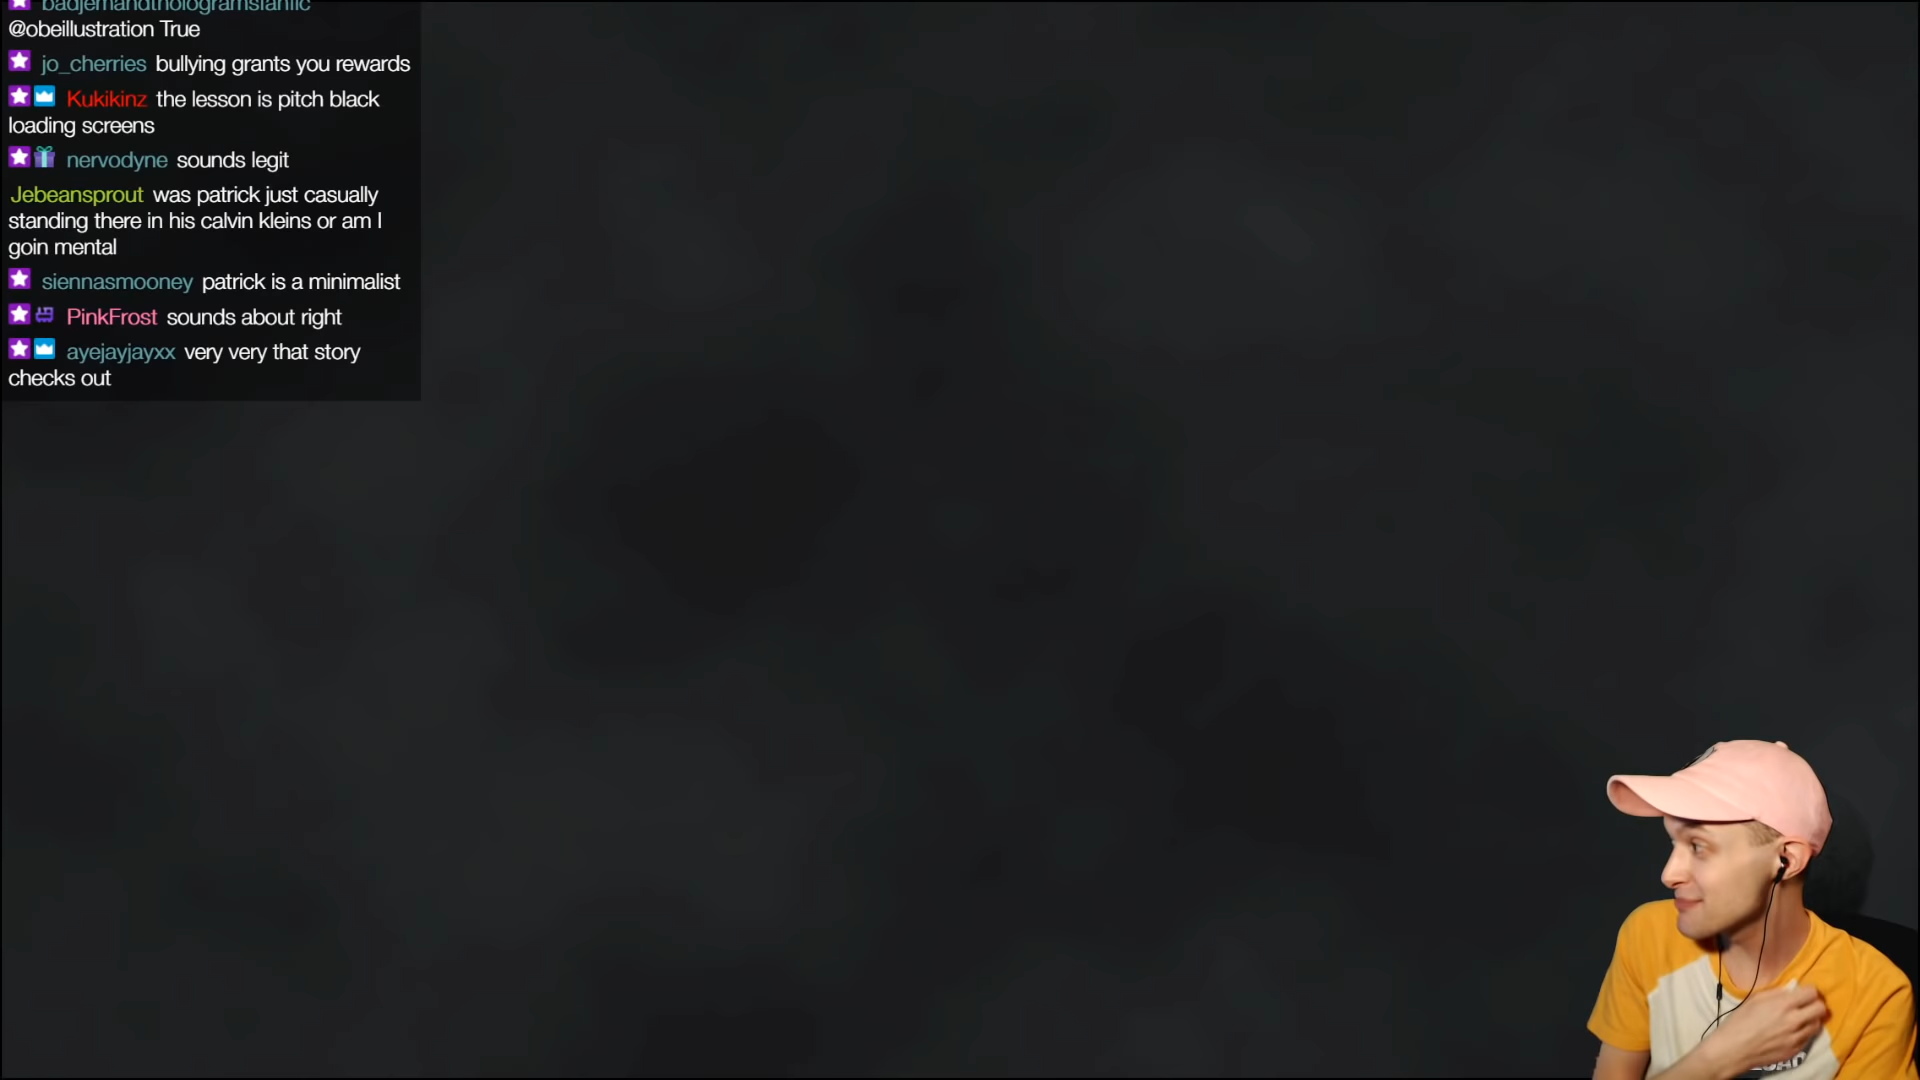 badjemandthehologramsfanfic
@obeillustration True
jo_cherries bullying grants you rewards
Kukikinz the lesson is pitch black
loading screens
nervodyne sounds legit
Jebeansprout was patrick just casually
standing there in his calvin kleins or am I
goin mental
siennasmooney patrick is a minimalist
PinkFrost sounds about right
ayejayjayxx very very that story
checks out